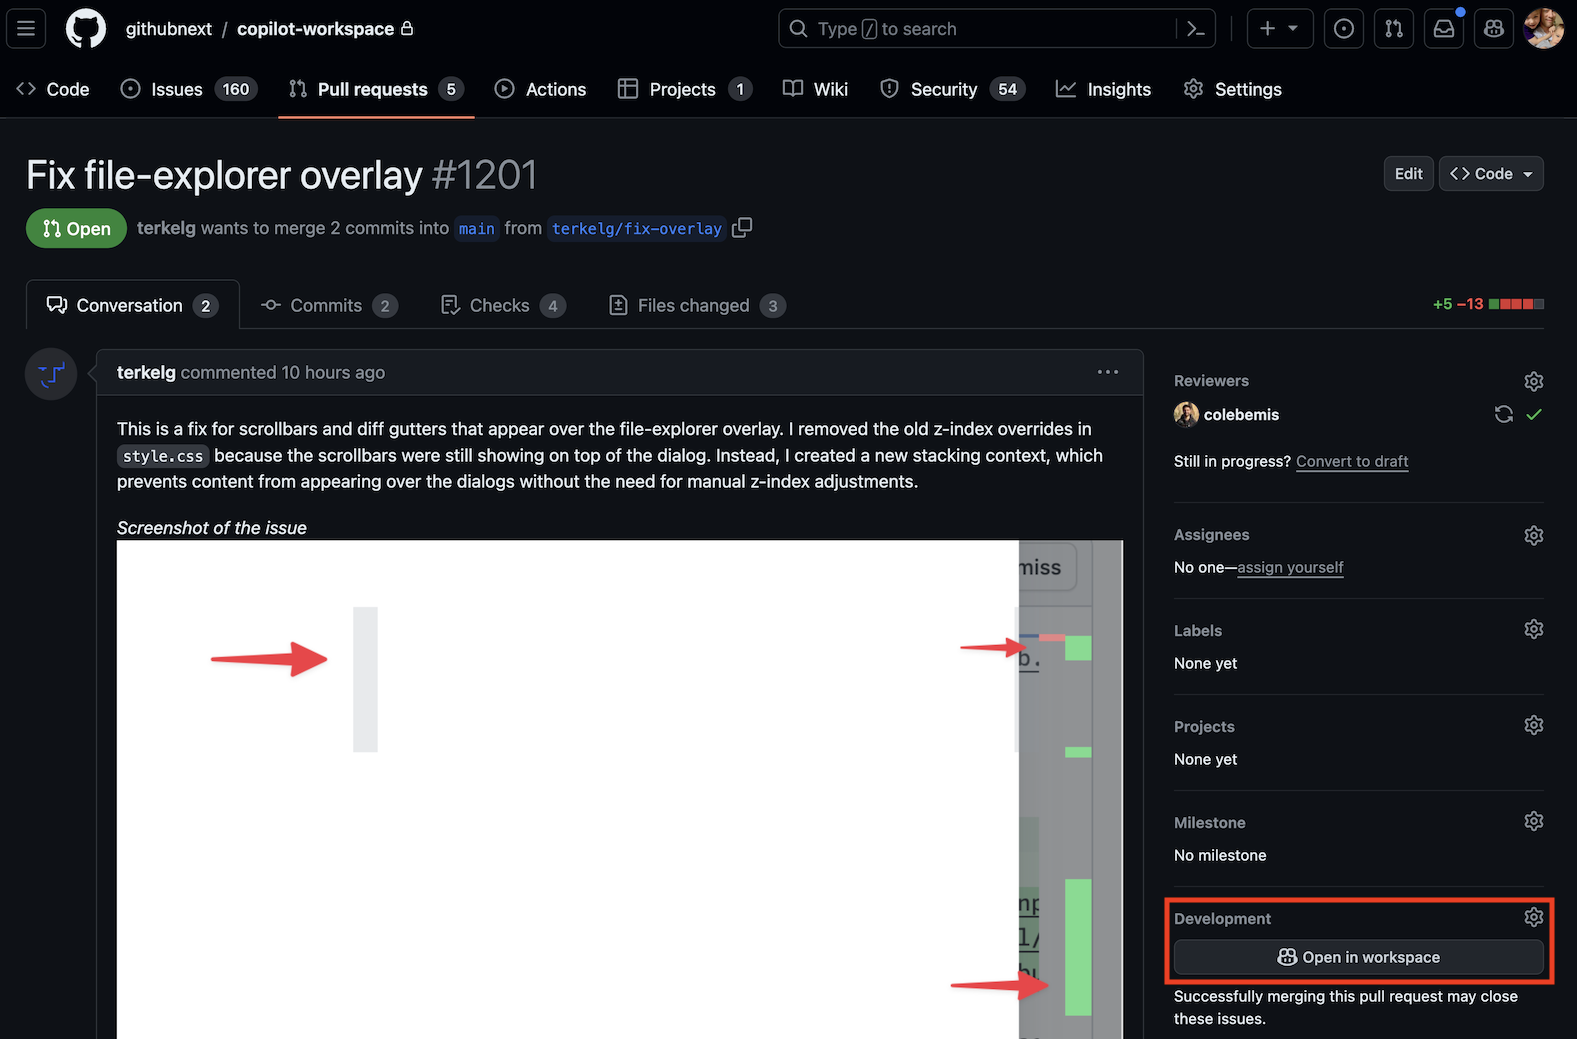 githubnext / copilot-workspace
Type / to search
Code
Issues 160
Pull requests 5
Actions
Projects 1
Wiki
Security 54
Insights
Settings
Fix file-explorer overlay #1201
Edit
<> Code
Open
terkelg wants to merge 2 commits into main from terkelg/fix-overlay
Conversation 2
Commits 2
Checks 4
Files changed 3
+5 −13
terkelg commented 10 hours ago
This is a fix for scrollbars and diff gutters that appear over the file-explorer overlay. I removed the old z-index overrides in
style.css because the scrollbars were still showing on top of the dialog. Instead, I created a new stacking context, which
prevents content from appearing over the dialogs without the need for manual z-index adjustments.
Screenshot of the issue
miss
b.
1/
Reviewers
colebemis
Still in progress? Convert to draft
Assignees
No one—assign yourself
Labels
None yet
Projects
None yet
Milestone
No milestone
Development
Open in workspace
Successfully merging this pull request may close
these issues.